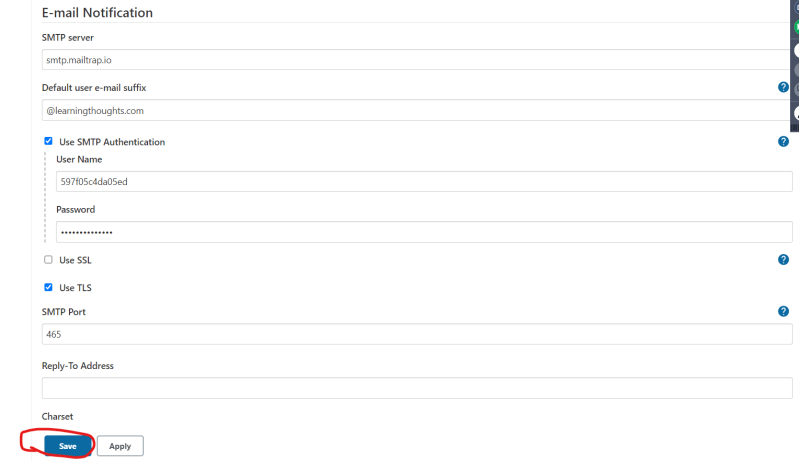 E-mail Notification
SMTP server
smtp.mailtrap.io
Default user e-mail suffix
?
@learningthoughts.com
Use SMTP Authentication
?
User Name
597f05c4da05ed
Password
••••••••••••••
Use SSL
?
Use TLS
SMTP Port
?
465
Reply-To Address
Charset
Save Apply